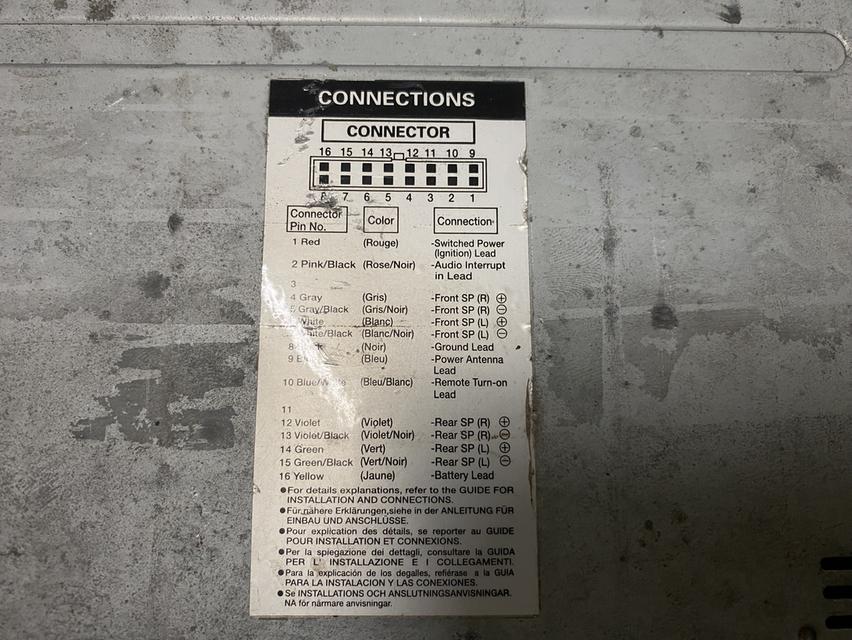 CONNECTIONS
CONNECTOR
16 15 14 13 12 11 10 9
7 6 5 4 3 2 1
Connector Pin No. Color Connection
1 Red (Rouge) -Switched Power (Ignition) Lead
2 Pink/Black (Rose/Noir) -Audio Interrupt in Lead
3
4 Gray (Gris) -Front SP (R) ⊕
5 Gray/Black (Gris/Noir) -Front SP (R) ⊖
White (Blanc) -Front SP (L) ⊕
White/Black (Blanc/Noir) -Front SP (L) ⊖
8 (Noir) -Ground Lead
9 (Bleu) -Power Antenna Lead
10 Blue/White (Bleu/Blanc) -Remote Turn-on Lead
11
12 Violet (Violet) -Rear SP (R) ⊕
13 Violet/Black (Violet/Noir) -Rear SP (R) ⊖
14 Green (Vert) -Rear SP (L) ⊕
15 Green/Black (Vert/Noir) -Rear SP (L) ⊖
16 Yellow (Jaune) -Battery Lead
●For details explanations, refer to the GUIDE FOR
INSTALLATION AND CONNECTIONS.
●Für nähere Erklärungen,siehe in der ANLEITUNG FÜR
EINBAU UND ANSCHLÜSSE.
●Pour explication des détails, se reporter au GUIDE
POUR INSTALLATION ET CONNEXIONS.
●Per la spiegazione dei dettagli, consultare la GUIDA
PER L' INSTALLAZIONE E I COLLEGAMENTI.
●Para la explicación de los degalles, refiérase a la GUIA
PARA LA INSTALACION Y LAS CONEXIONES.
●Se INSTALLATIONS OCH ANSLUTNINGSANVISNINGAR.
NA för närmare anvisningar.